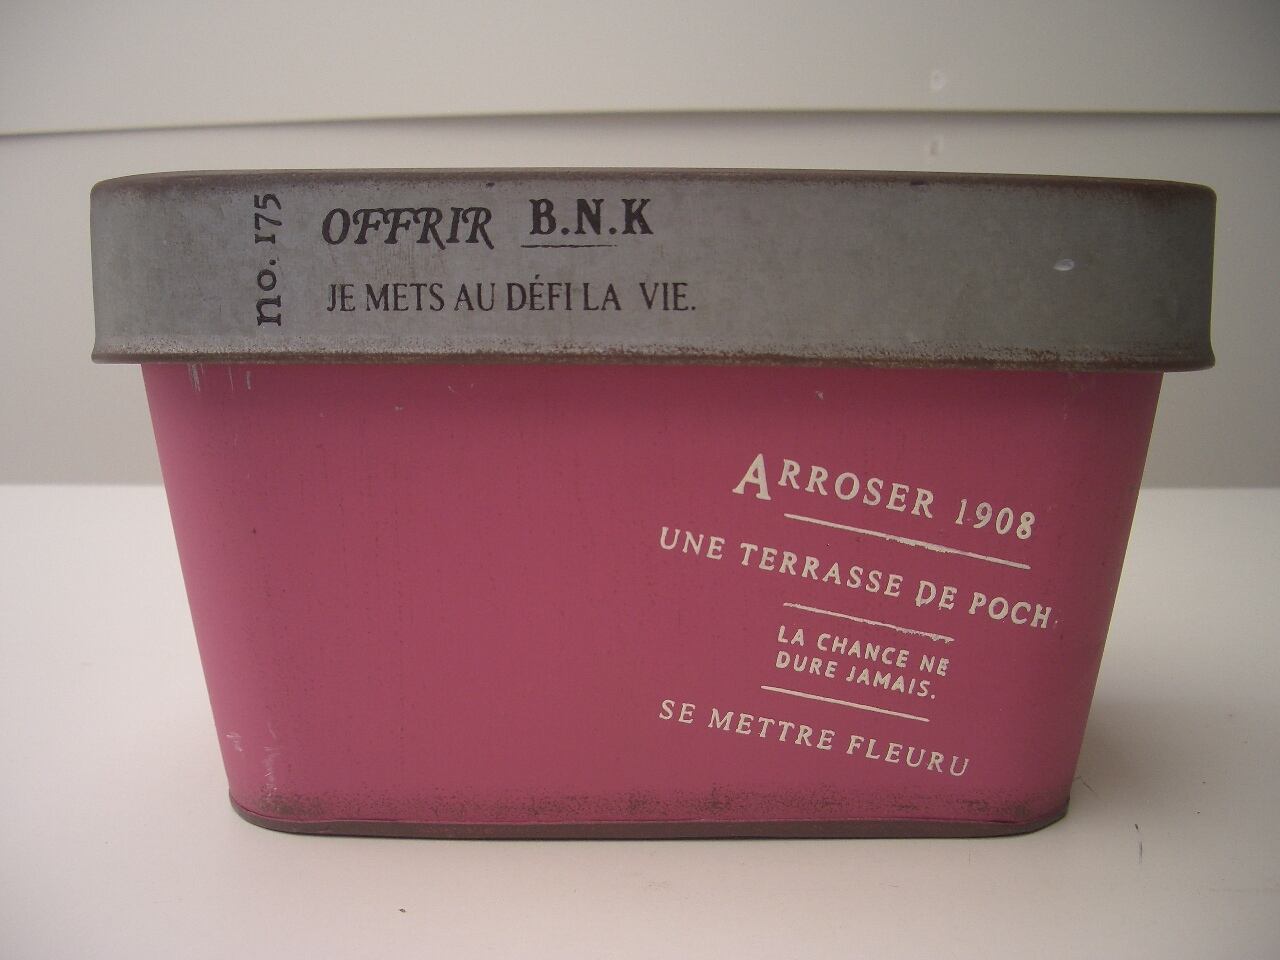 no. 175
OFFRIR B.N.K
JE METS AU DÉFI LA VIE.
ARROSER 1908
UNE TERRASSE DE POCH
LA CHANCE NE
DURE JAMAIS.
SE METTRE FLEURU